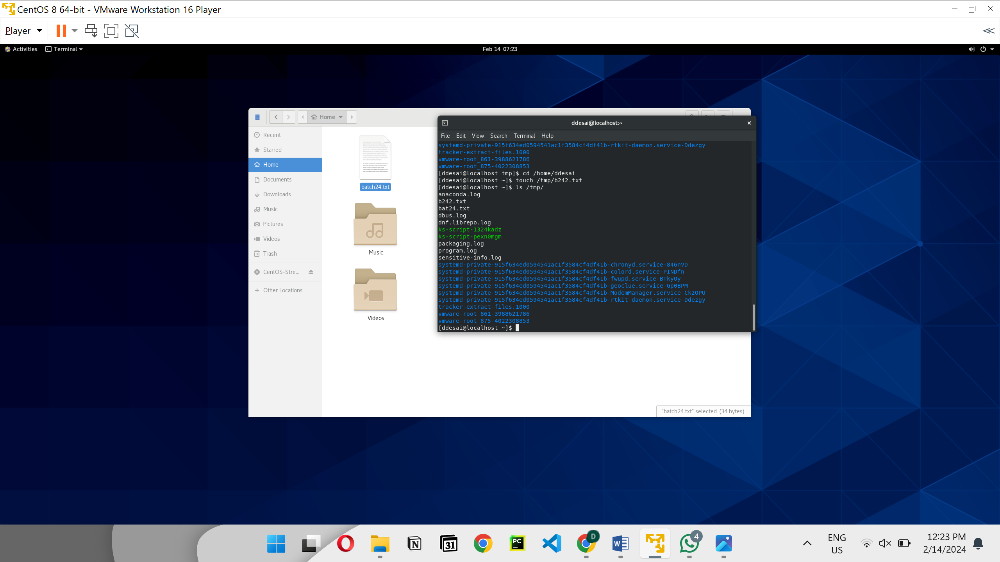 CentOS 8 64-bit - VMware Workstation 16 Player
Player
Activities
Terminal
Feb 14 07:23
Home
Recent
Starred
Home
Documents
Downloads
Music
Pictures
Videos
Trash
CentOS-Stre...
Other Locations
batch24.txt
Music
Videos
"batch24.txt" selected (34 bytes)
ddesai@localhost:~
File Edit View Search Terminal Help
systemd-private-915f634ed0594541ac1f3584cf4df41b-rtkit-daemon.service-Ddezgy
tracker-extract-files.1000
vmware-root_861-3988621786
vmware-root_875-4022308853
[ddesai@localhost tmp]$ cd /home/ddesai
[ddesai@localhost ~]$ touch /tmp/b242.txt
[ddesai@localhost ~]$ ls /tmp/
anaconda.log
b242.txt
bat24.txt
dbus.log
dnf.librepo.log
ks-script-1324kadz
ks-script-pexn0mgm
packaging.log
program.log
sensitive-info.log
systemd-private-915f634ed0594541ac1f3584cf4df41b-chronyd.service-846nVD
systemd-private-915f634ed0594541ac1f3584cf4df41b-colord.service-PINDfn
systemd-private-915f634ed0594541ac1f3584cf4df41b-fwupd.service-BTkyOy
systemd-private-915f634ed0594541ac1f3584cf4df41b-geoclue.service-Gp0BPM
systemd-private-915f634ed0594541ac1f3584cf4df41b-ModemManager.service-CkzOPU
systemd-private-915f634ed0594541ac1f3584cf4df41b-rtkit-daemon.service-Ddezgy
tracker-extract-files.1000
vmware-root_861-3988621786
vmware-root_875-4022308853
[ddesai@localhost ~]$
N
31
PC
D
W
4
ENG
US
12:23 PM
2/14/2024